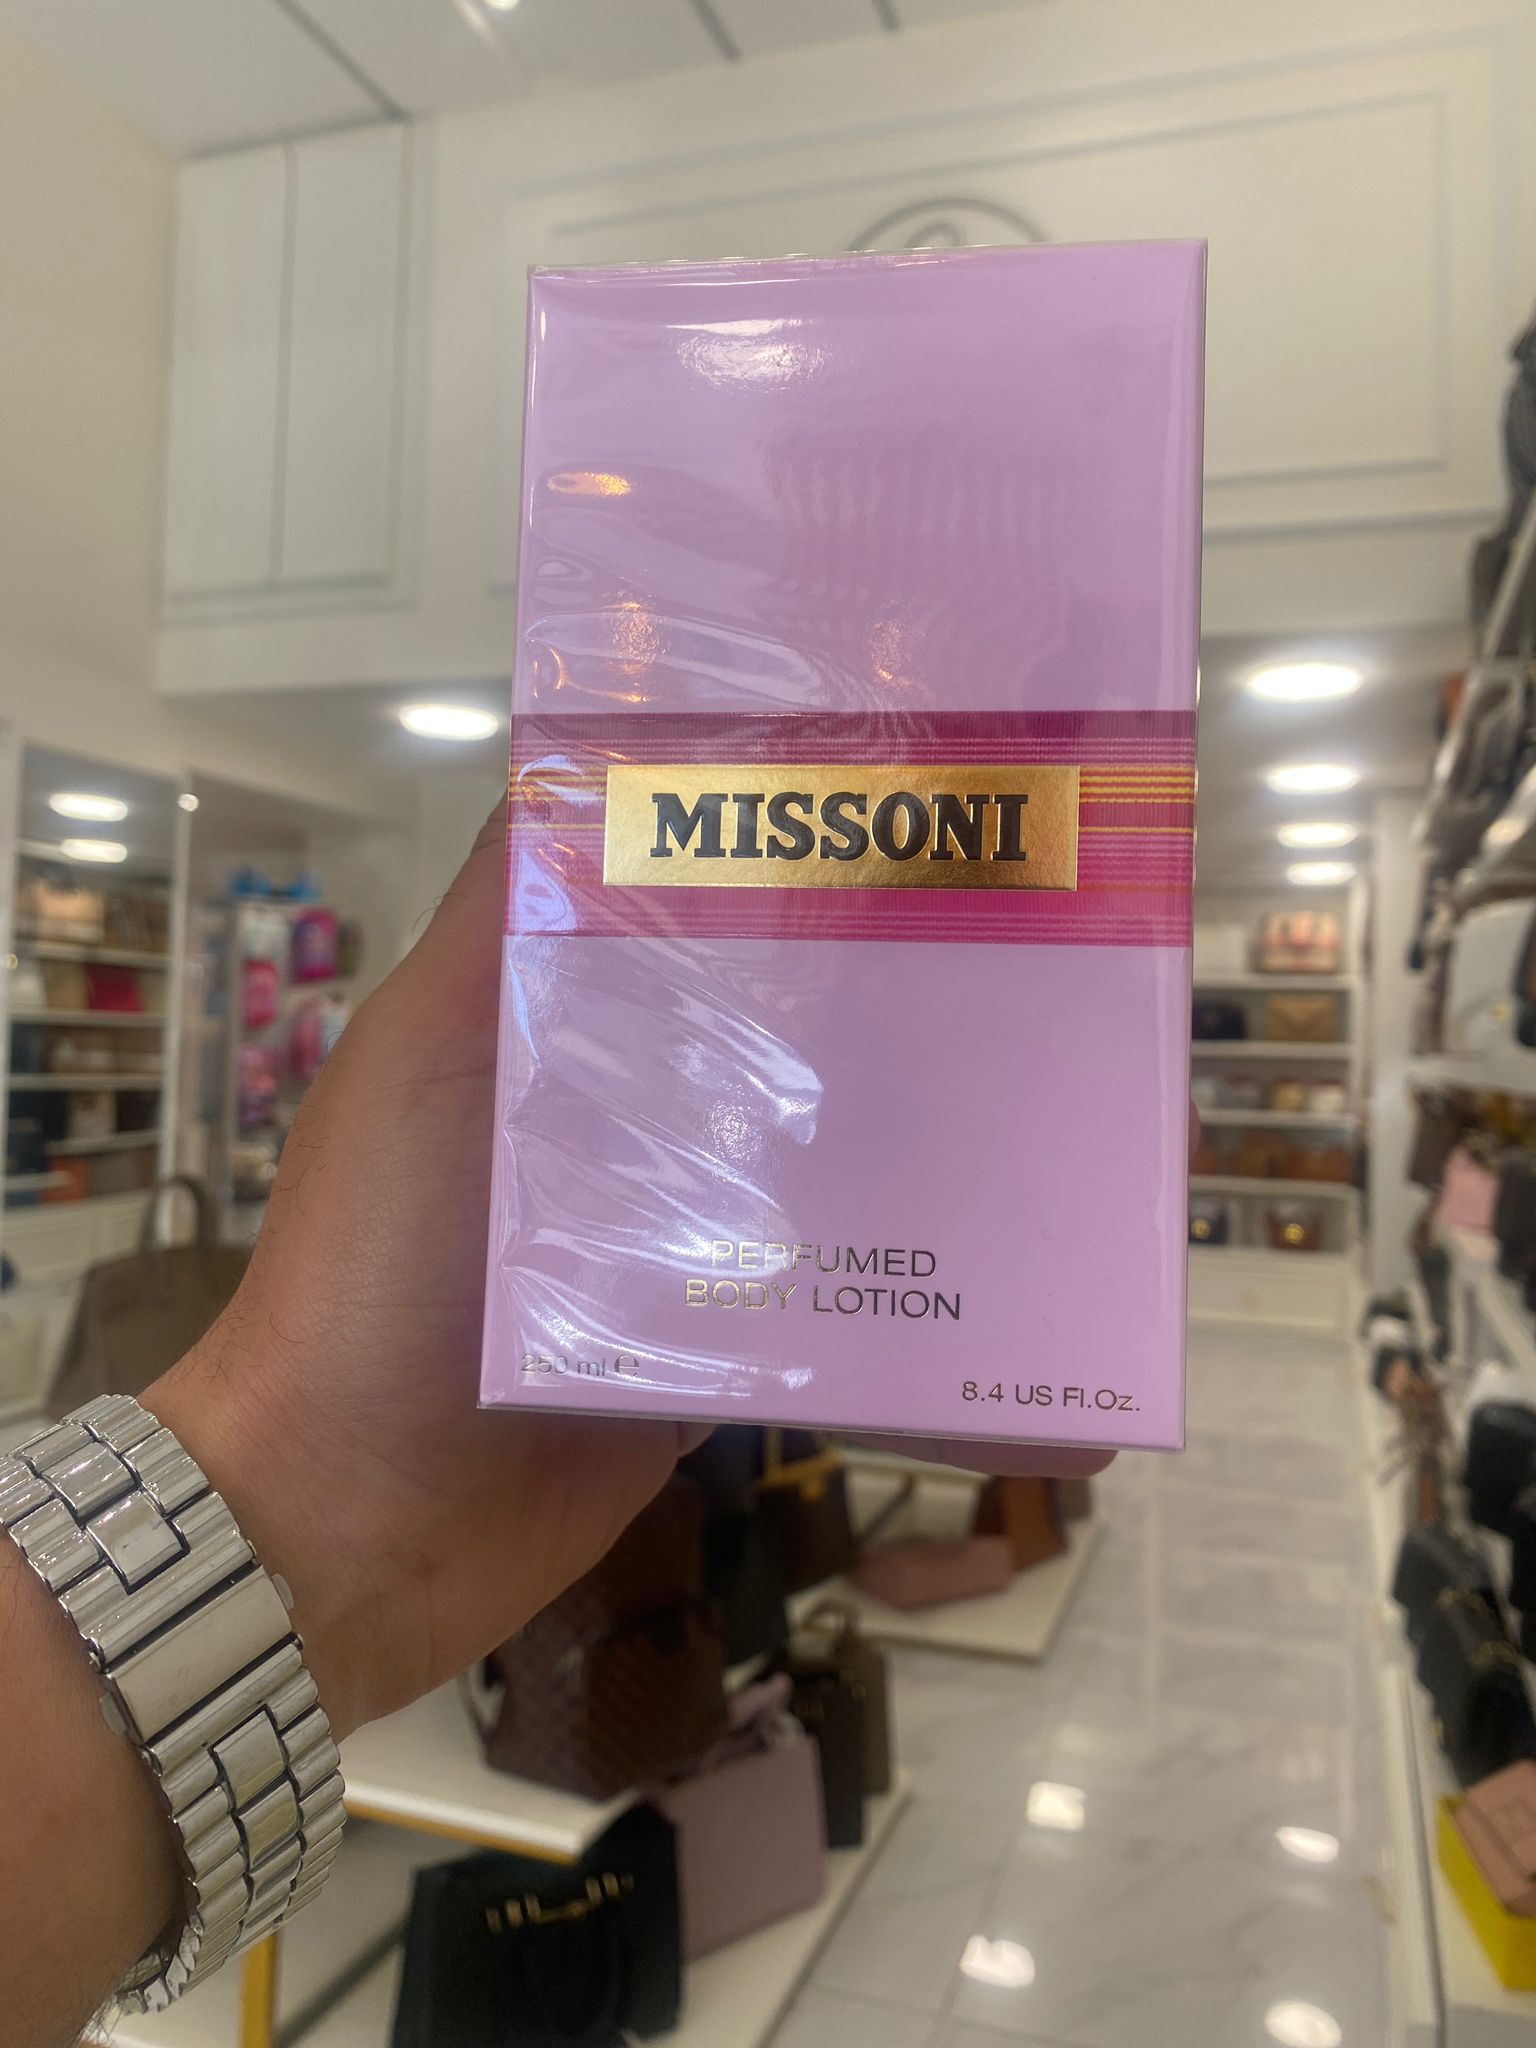 MISSONI
PERFUMED
BODY LOTION
250 ml ℮
8.4 US Fl.Oz.